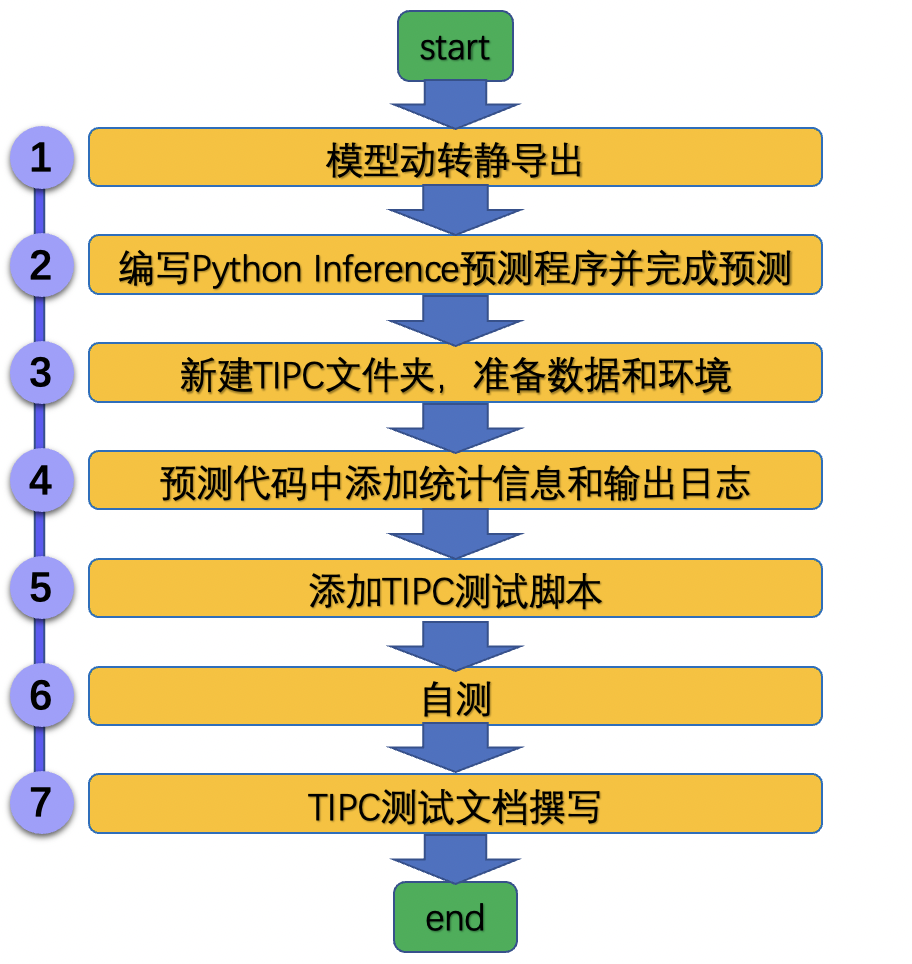 start
1
模型动转静导出
2
编写Python Inference预测程序并完成预测
3
新建TIPC文件夹，准备数据和环境
4
预测代码中添加统计信息和输出日志
5
添加TIPC测试脚本
6
自测
7
TIPC测试文档撰写
end